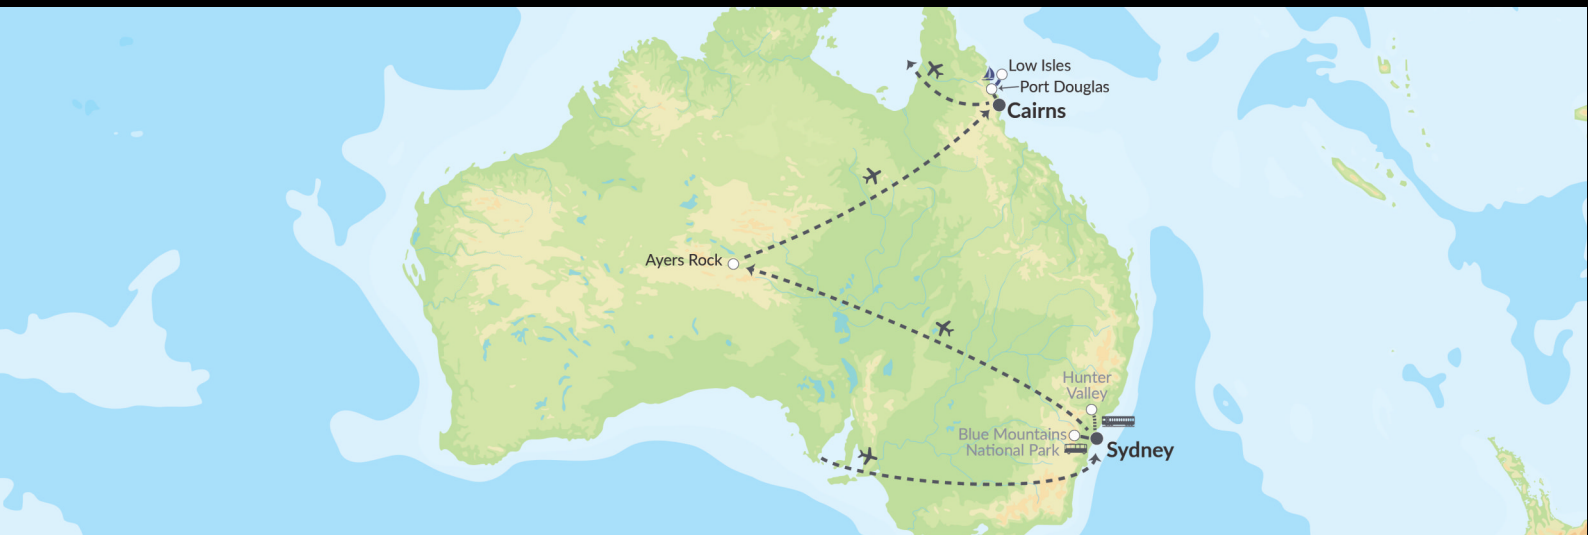 Low Isles
Port Douglas
Cairns
Ayers Rock
Hunter
Valley
Blue Mountains
National Park
Sydney